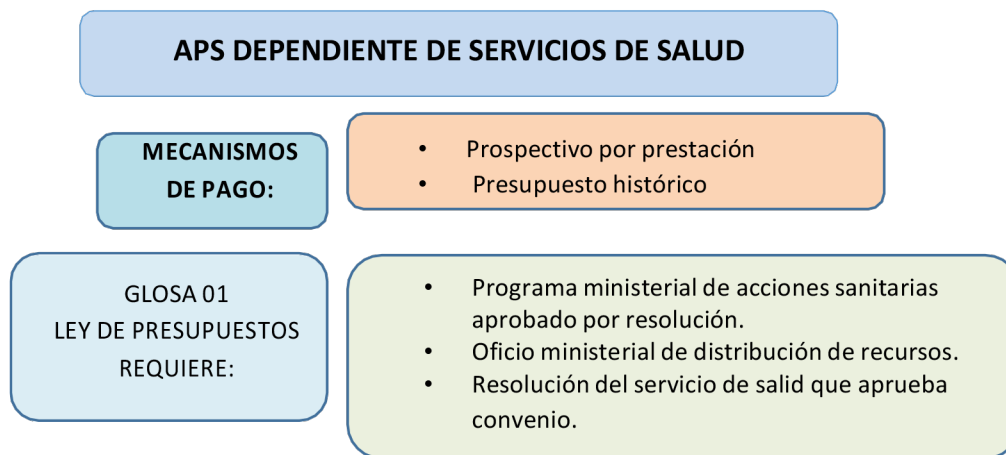 APS DEPENDIENTE DE SERVICIOS DE SALUD
MECANISMOS
DE PAGO:
• Prospectivo por prestación
• Presupuesto histórico
GLOSA 01
LEY DE PRESUPUESTOS
REQUIERE:
• Programa ministerial de acciones sanitarias
aprobado por resolución.
• Oficio ministerial de distribución de recursos.
• Resolución del servicio de salid que aprueba
convenio.